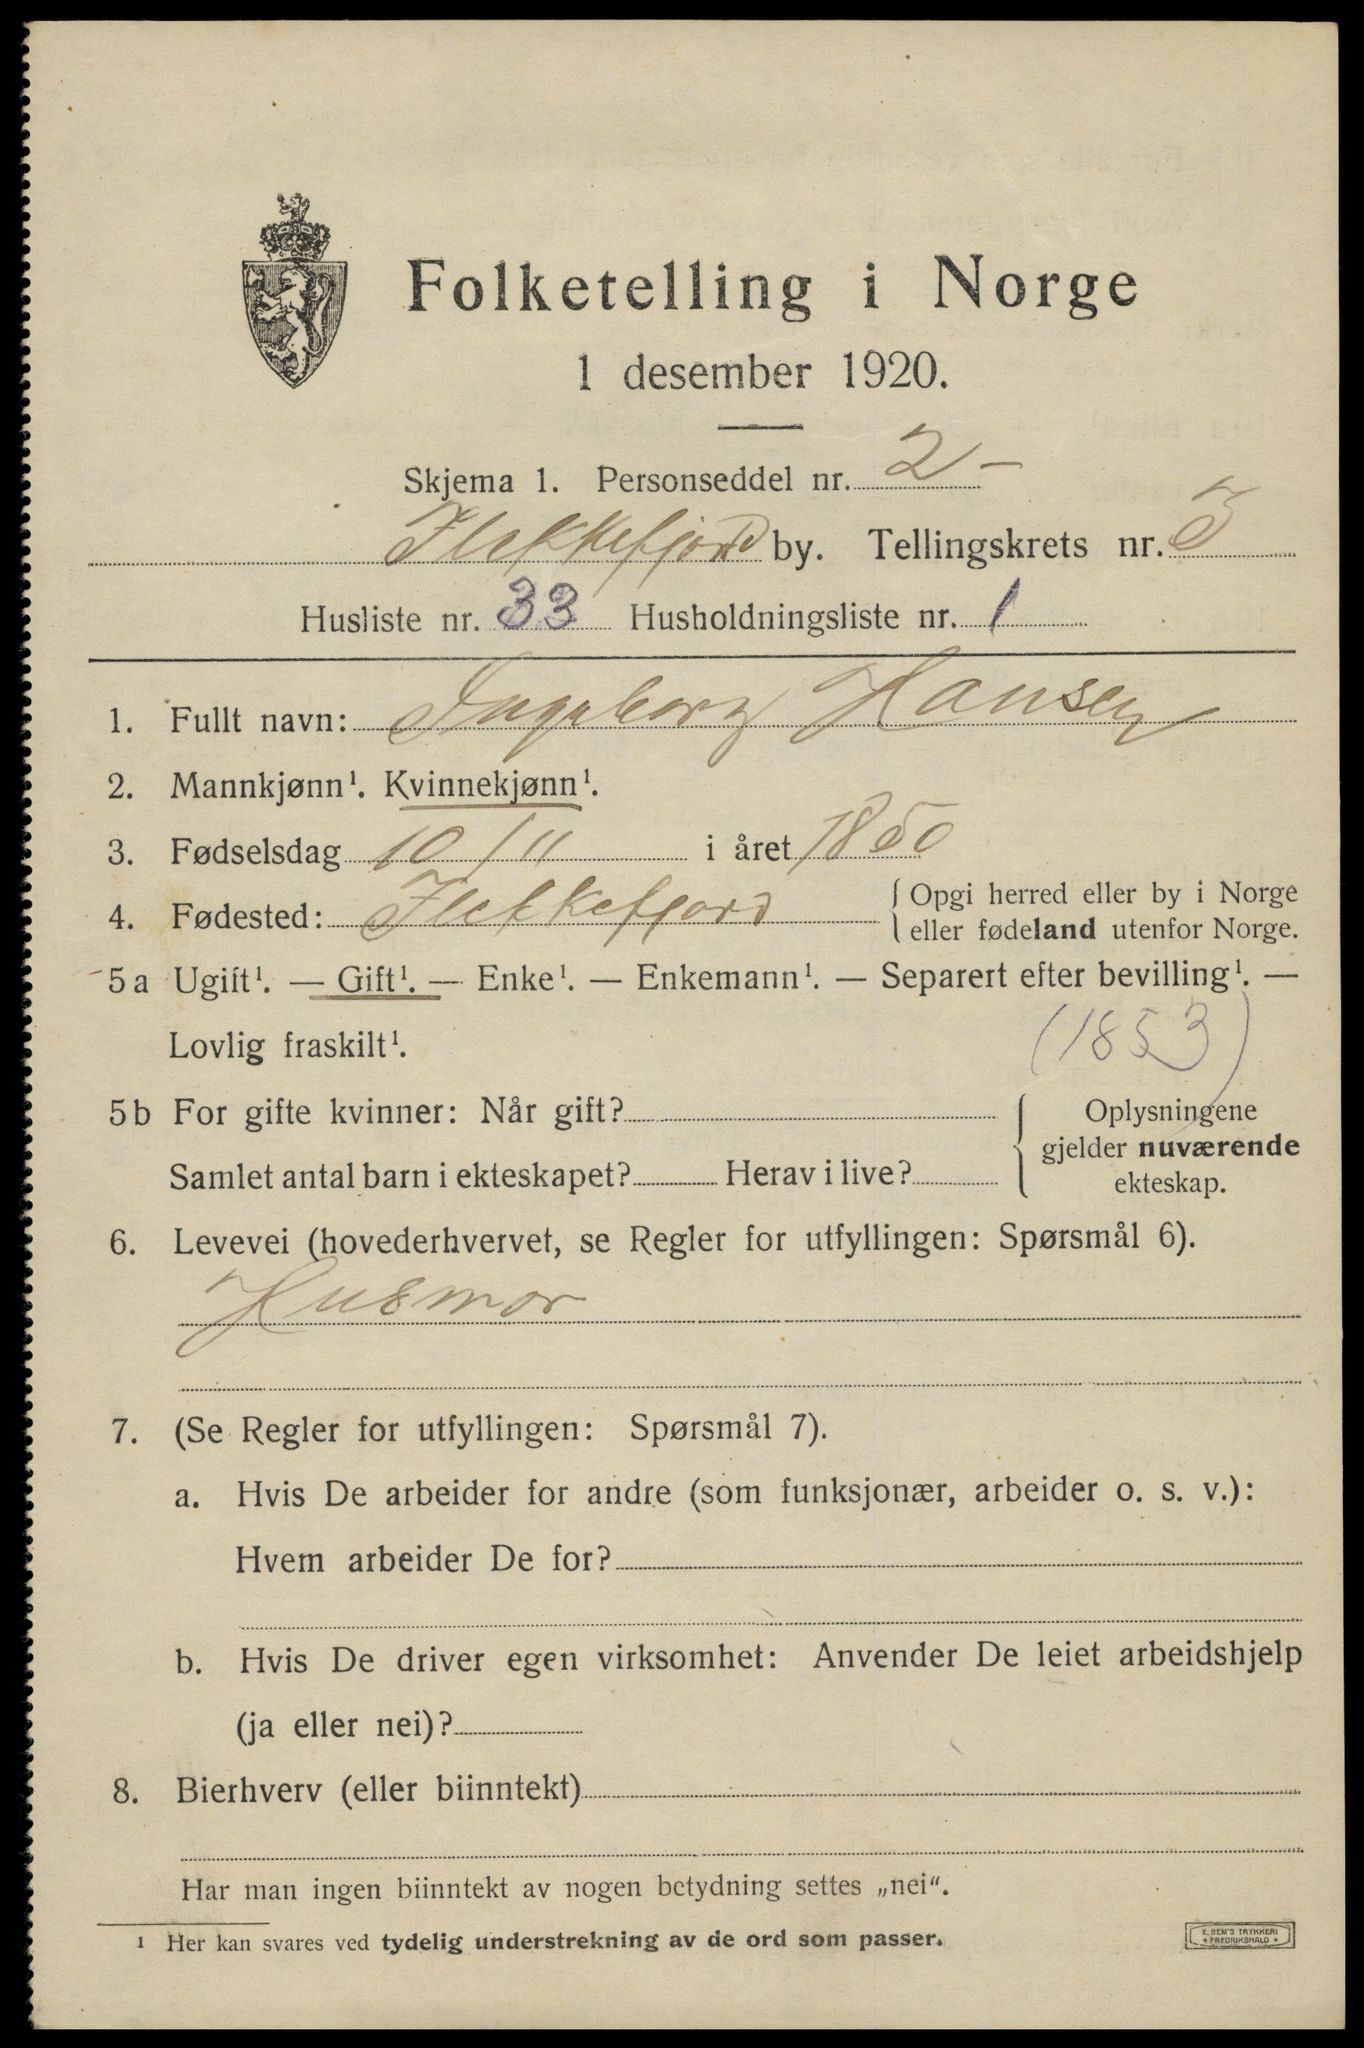 Folketelling i Norge
1 desember 1920.
Skjema 1. Personseddel nr. 2-
Flekkefjord by. Tellingskrets nr. 3
Husliste nr. 33 Husholdningsliste nr. 1
1. Fullt navn: Ingeborg Hansen
2. Mannkjønn¹. Kvinnekjønn¹.
3. Fødselsdag 10/11 i året 1850
4. Fødested: Flekkefjord { Opgi herred eller by i Norge
eller fødeland utenfor Norge.
5a Ugift¹. — Gift¹. — Enke¹. — Enkemann¹. — Separert efter bevilling¹. —
Lovlig fraskilt¹. (1853)
5b For gifte kvinner: Når gift? { Oplysningene
gjelder nuværende
Samlet antal barn i ekteskapet? Herav i live? ekteskap.
6. Levevei (hovederhvervet, se Regler for utfyllingen: Spørsmål 6).
Husmor
7. (Se Regler for utfyllingen: Spørsmål 7).
a. Hvis De arbeider for andre (som funksjonær, arbeider o. s. v.):
Hvem arbeider De for?
b. Hvis De driver egen virksomhet: Anvender De leiet arbeidshjelp
(ja eller nei)?
8. Bierhverv (eller biinntekt)
Har man ingen biinntekt av nogen betydning settes „nei“.
¹ Her kan svares ved tydelig understrekning av de ord som passer.
E. SEM'S TRYKKERI
* FREDRIKSHALD *